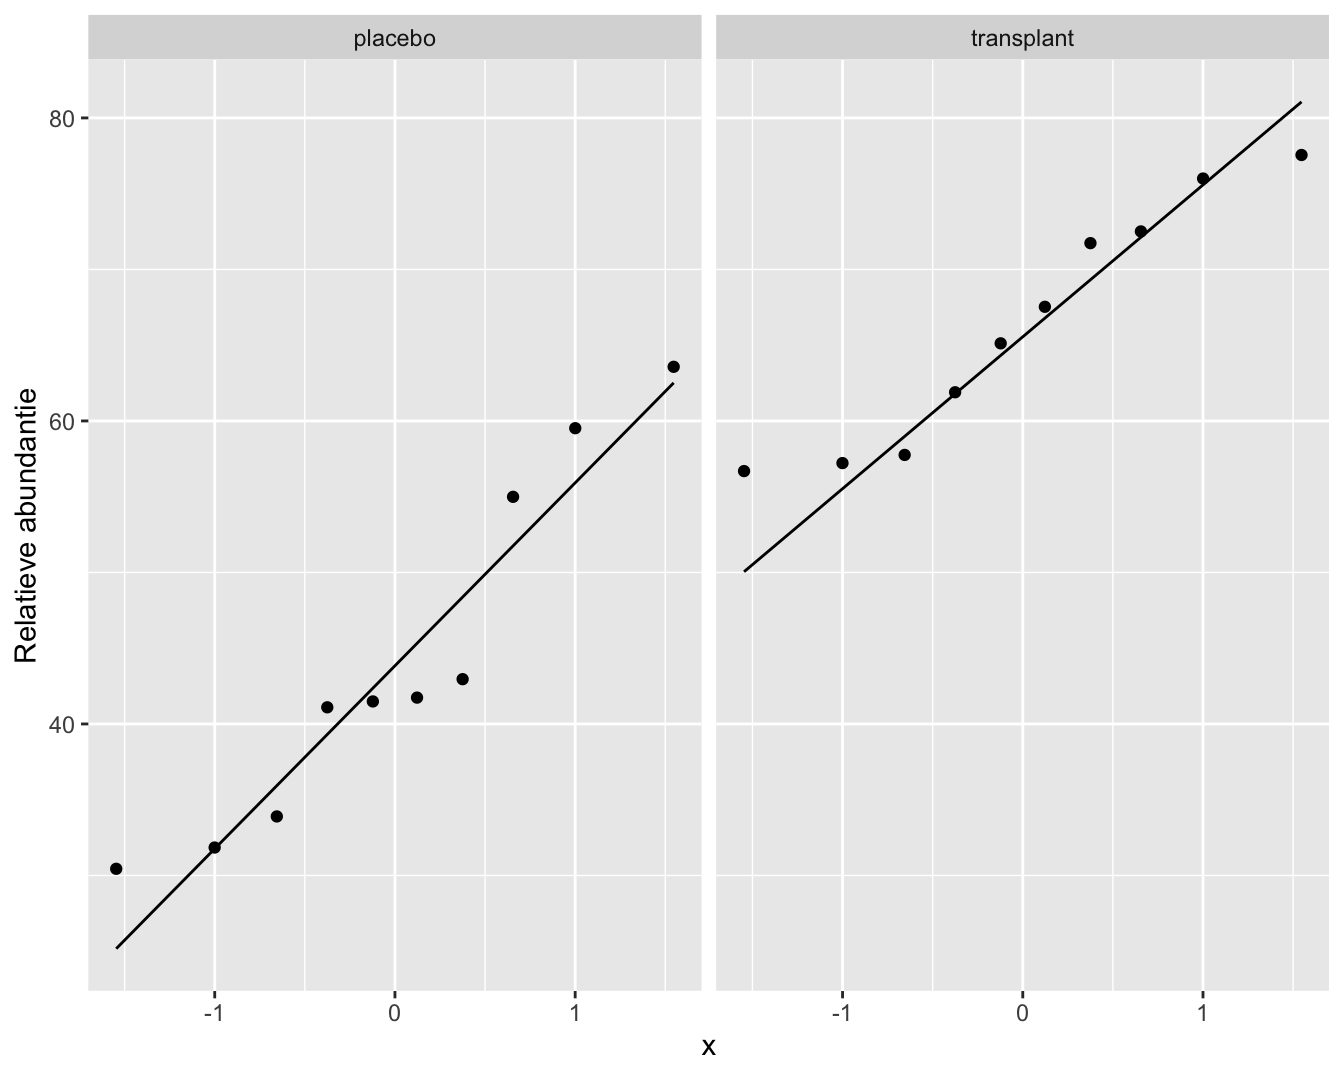 placebo
transplant
80
60
40
Relatieve abundantie
-1 0 1
-1 0 1
x